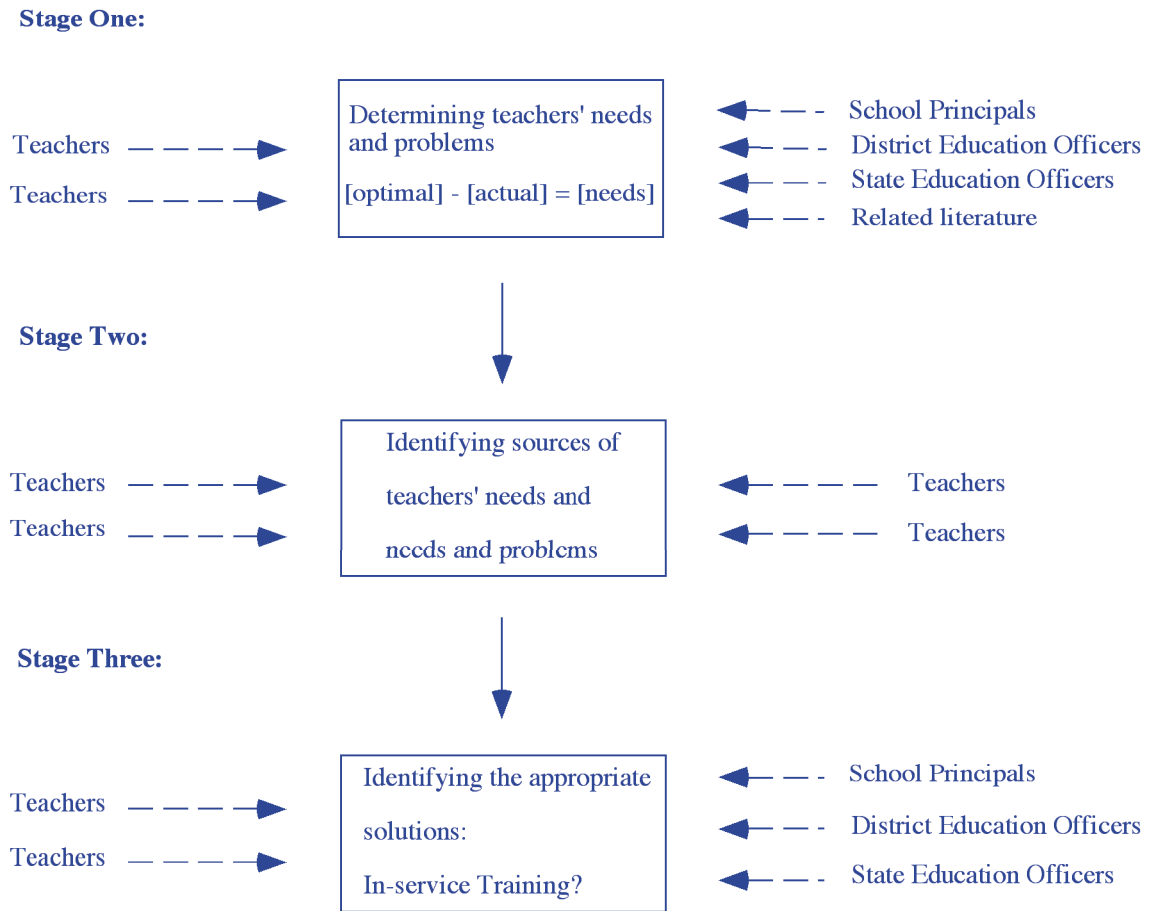 Stage One:
Determining teachers' needs
and problems
[optimal] - [actual] = [needs]
Teachers
Teachers
School Principals
District Education Officers
State Education Officers
Related literature
Stage Two:
Identifying sources of
teachers' needs and
needs and problems
Teachers
Teachers
Teachers
Teachers
Stage Three:
Identifying the appropriate
solutions:
In-service Training?
Teachers
Teachers
School Principals
District Education Officers
State Education Officers